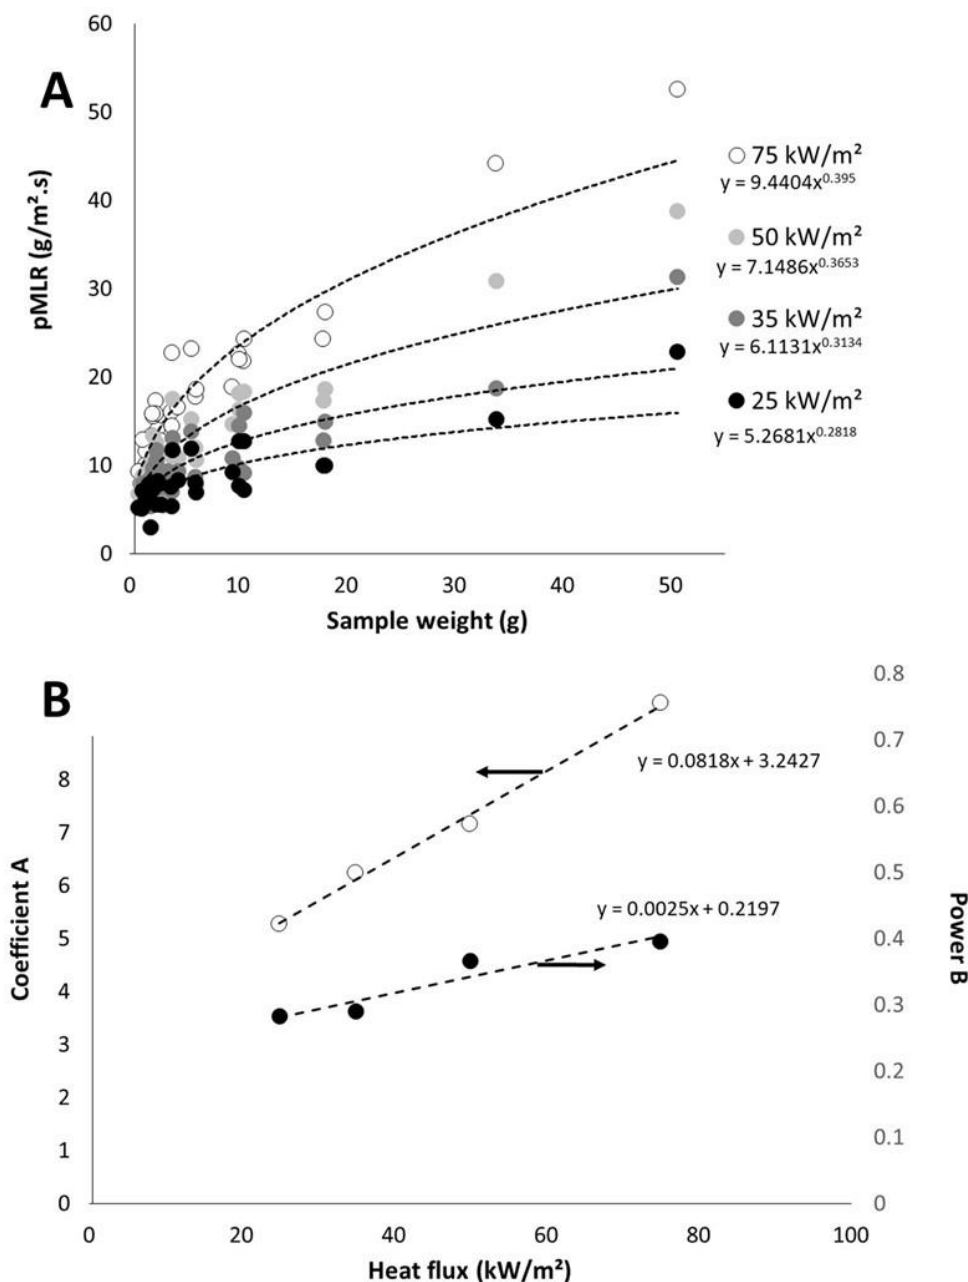 A
60
50
40
30
20
10
0
pMLR (g/m².s)
0 10 20 30 40 50
Sample weight (g)
75 kW/m²
y = 9.4404x^0.395
50 kW/m²
y = 7.1486x^0.3653
35 kW/m²
y = 6.1131x^0.3134
25 kW/m²
y = 5.2681x^0.2818
B
8
7
6
5
4
3
2
1
0
Coefficient A
y = 0.0818x + 3.2427
y = 0.0025x + 0.2197
0.8
0.7
0.6
0.5
0.4
0.3
0.2
0.1
0
Power B
0 20 40 60 80 100
Heat flux (kW/m²)